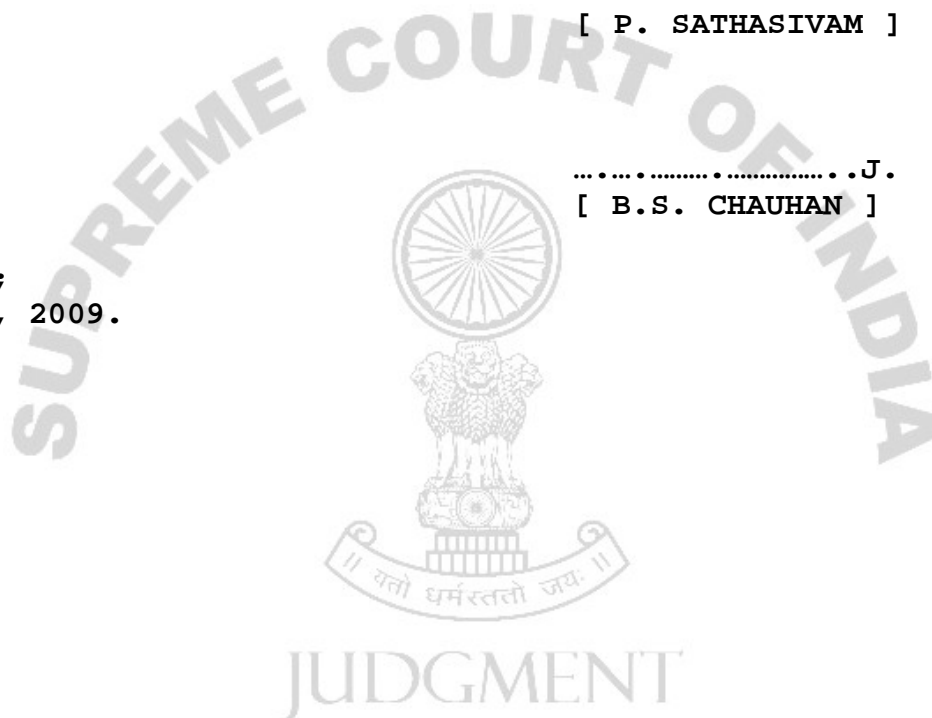 [ P. SATHASIVAM ]
….….……….……………..J.
[ B.S. CHAUHAN ]
, 2009.
SUPREME COURT OF INDIA
॥ यतो धर्मस्ततो जयः ॥
JUDGMENT